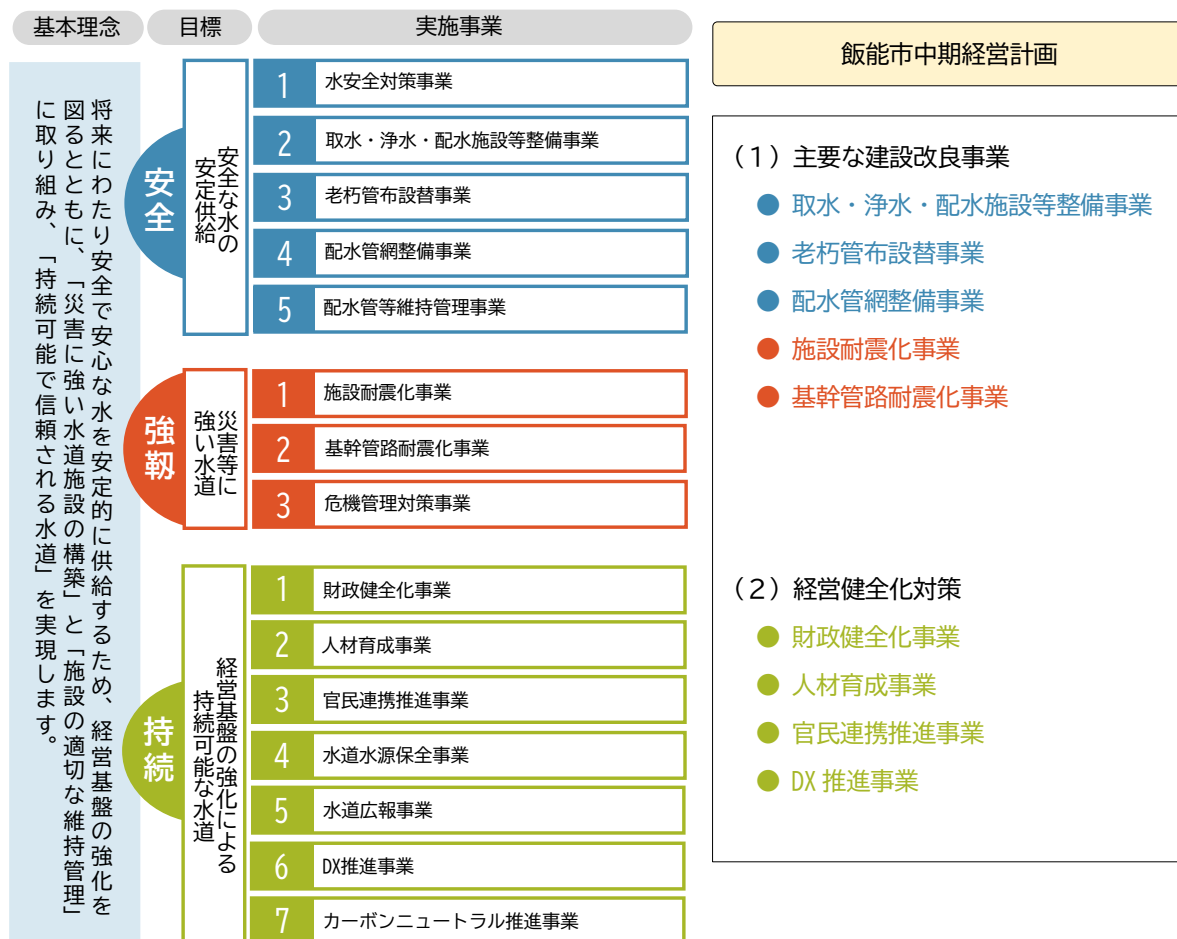 基本理念
目標
実施事業
将来にわたり安全で安心な水を安定的に供給するため、経営基盤の強化を
図るとともに、「災害に強い水道施設の構築」と「施設の適切な維持管理」
に取り組み、「持続可能で信頼される水道」を実現します。
安全
安全な水の
安定供給
1 水安全対策事業
2 取水・浄水・配水施設等整備事業
3 老朽管布設替事業
4 配水管網整備事業
5 配水管等維持管理事業
強靱
災害等に
強い水道
1 施設耐震化事業
2 基幹管路耐震化事業
3 危機管理対策事業
持続
経営基盤の強化による
持続可能な水道
1 財政健全化事業
2 人材育成事業
3 官民連携推進事業
4 水道水源保全事業
5 水道広報事業
6 DX推進事業
7 カーボンニュートラル推進事業
飯能市中期経営計画
（１）主要な建設改良事業
● 取水・浄水・配水施設等整備事業
● 老朽管布設替事業
● 配水管網整備事業
● 施設耐震化事業
● 基幹管路耐震化事業
（２）経営健全化対策
● 財政健全化事業
● 人材育成事業
● 官民連携推進事業
● DX 推進事業